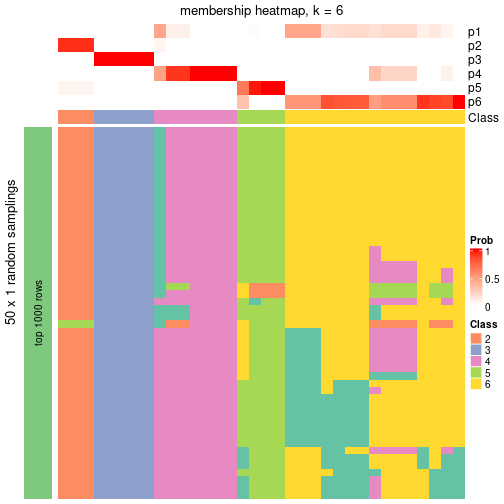 membership heatmap, k = 6
p1
p2
p3
p4
p5
p6
Class
50 x 1 random samplings
top 1000 rows
Prob
1
0.5
0
Class
2
3
4
5
6